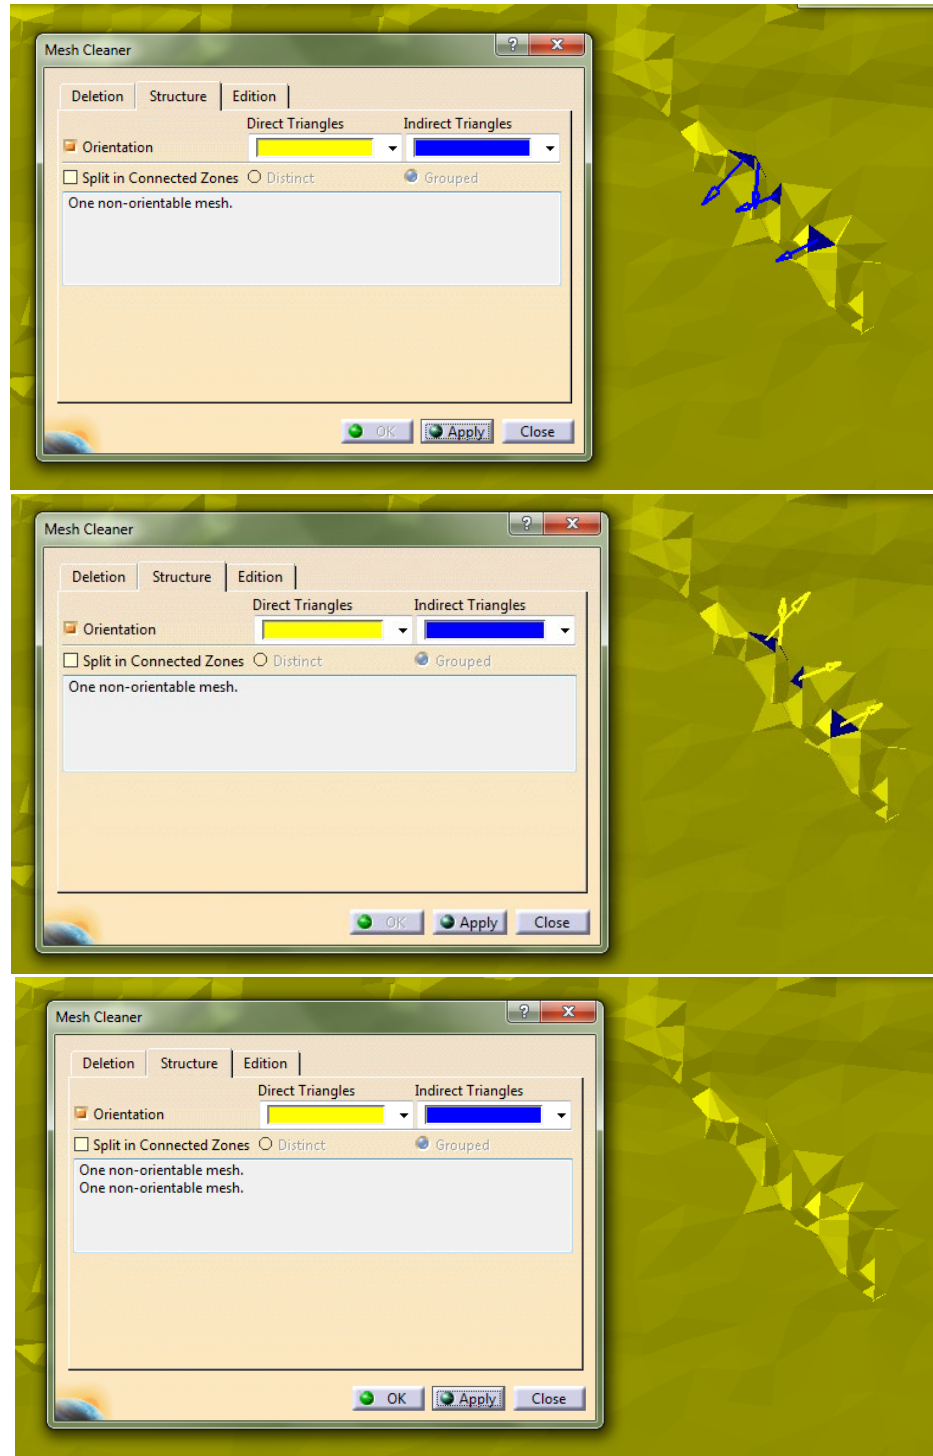 Mesh Cleaner
Deletion Structure Edition
Direct Triangles Indirect Triangles
Orientation
Split in Connected Zones Distinct Grouped
One non-orientable mesh.
OK Apply Close
Mesh Cleaner
Deletion Structure Edition
Direct Triangles Indirect Triangles
Orientation
Split in Connected Zones Distinct Grouped
One non-orientable mesh.
OK Apply Close
Mesh Cleaner
Deletion Structure Edition
Direct Triangles Indirect Triangles
Orientation
Split in Connected Zones Distinct Grouped
One non-orientable mesh.
One non-orientable mesh.
OK Apply Close